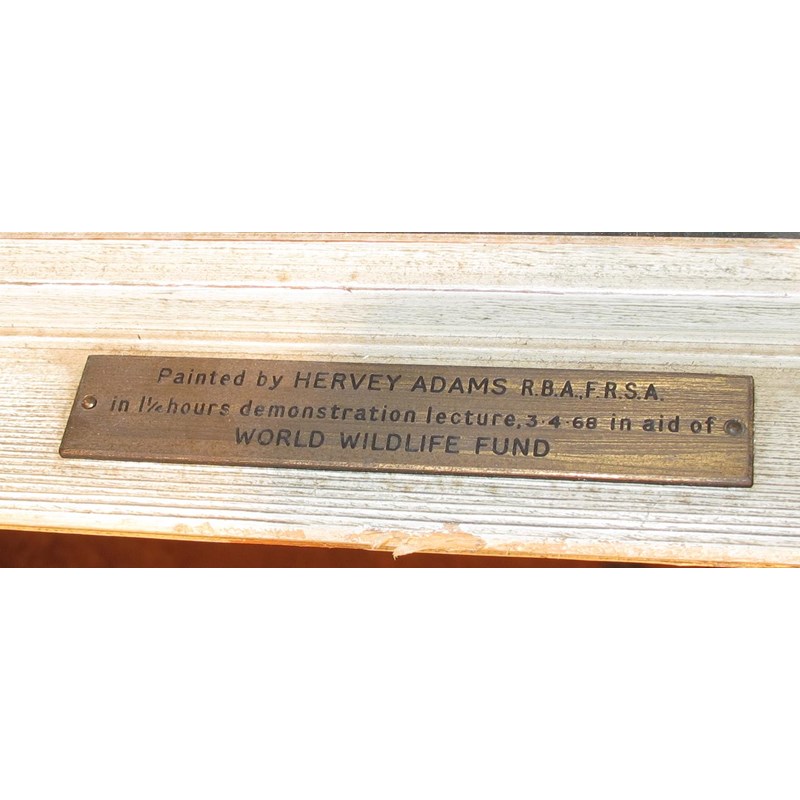 Painted by HERVEY ADAMS R.B.A., F.R.S.A.
in 1½ hours demonstration lecture, 3·4·68 in aid of
WORLD WILDLIFE FUND